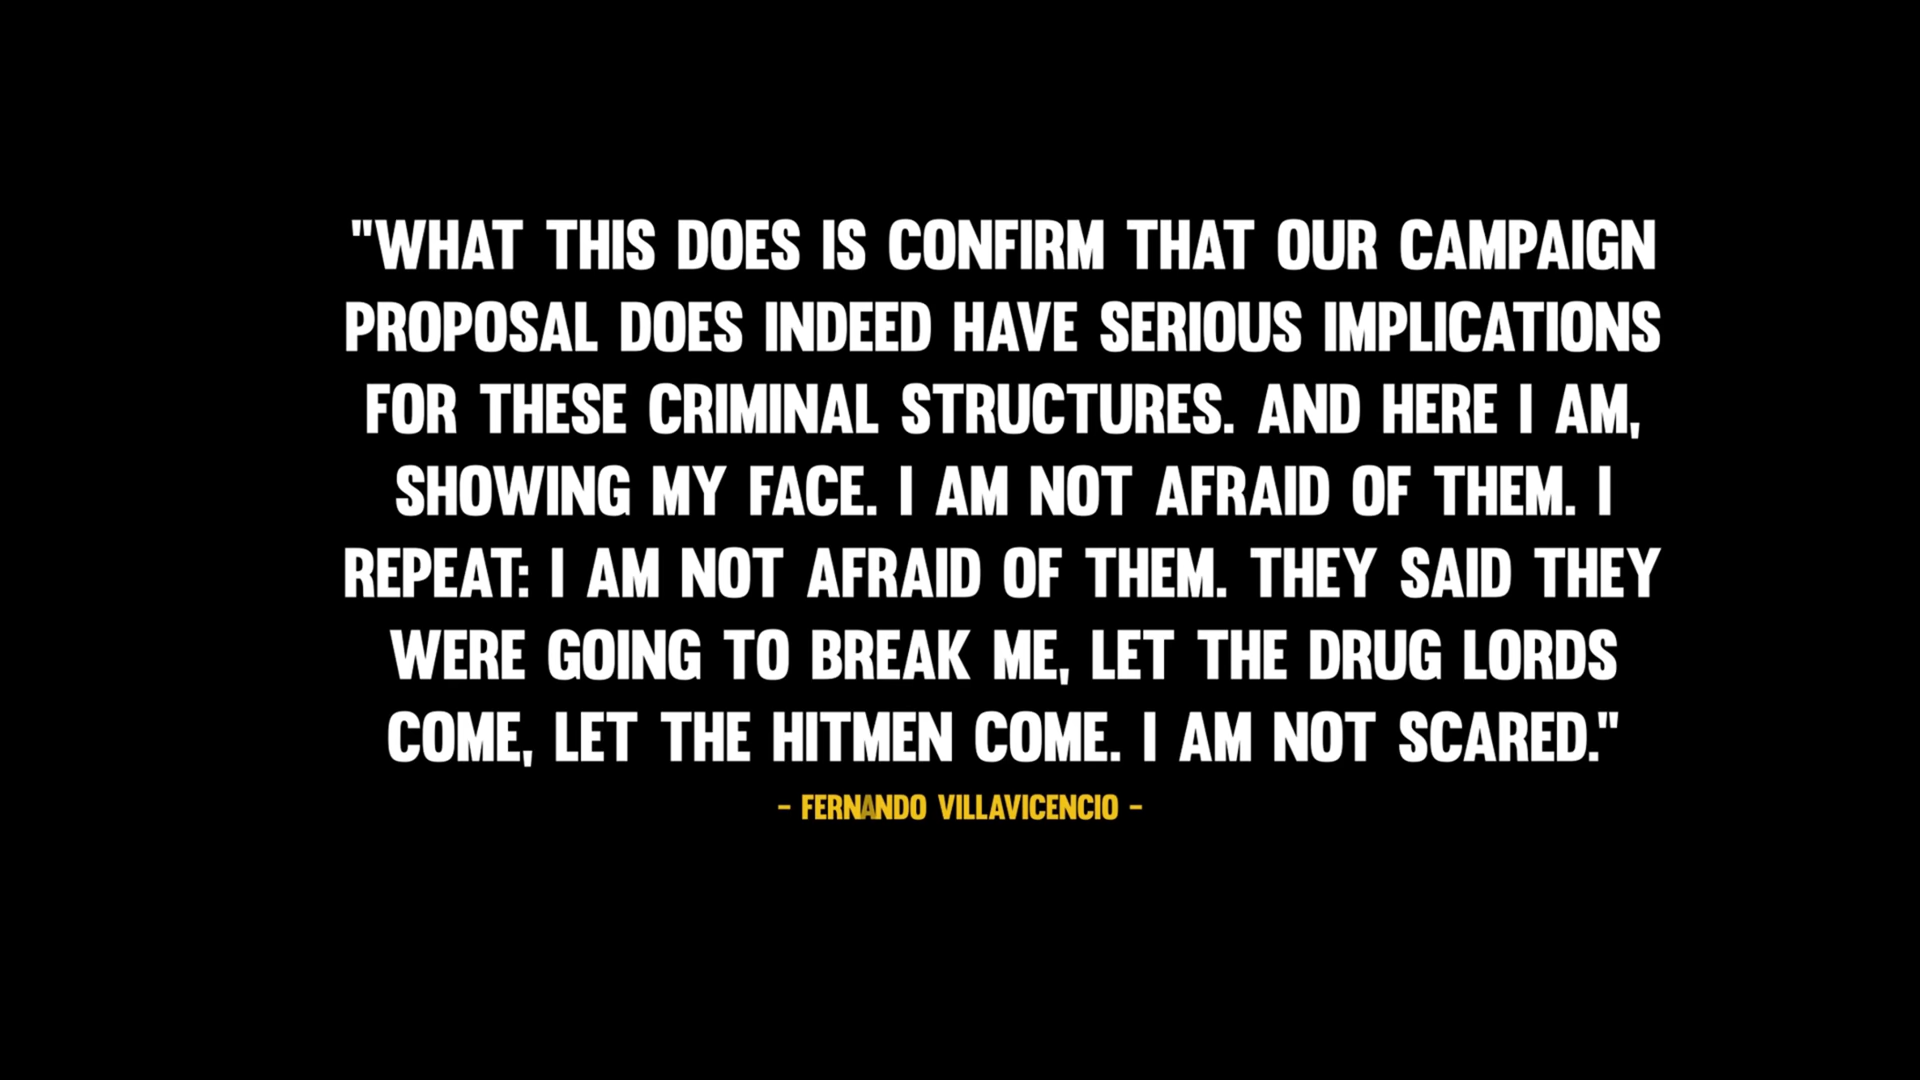 "WHAT THIS DOES IS CONFIRM THAT OUR CAMPAIGN
PROPOSAL DOES INDEED HAVE SERIOUS IMPLICATIONS
FOR THESE CRIMINAL STRUCTURES. AND HERE I AM,
SHOWING MY FACE. I AM NOT AFRAID OF THEM. I
REPEAT: I AM NOT AFRAID OF THEM. THEY SAID THEY
WERE GOING TO BREAK ME, LET THE DRUG LORDS
COME, LET THE HITMEN COME. I AM NOT SCARED."
- FERNANDO VILLAVICENCIO -